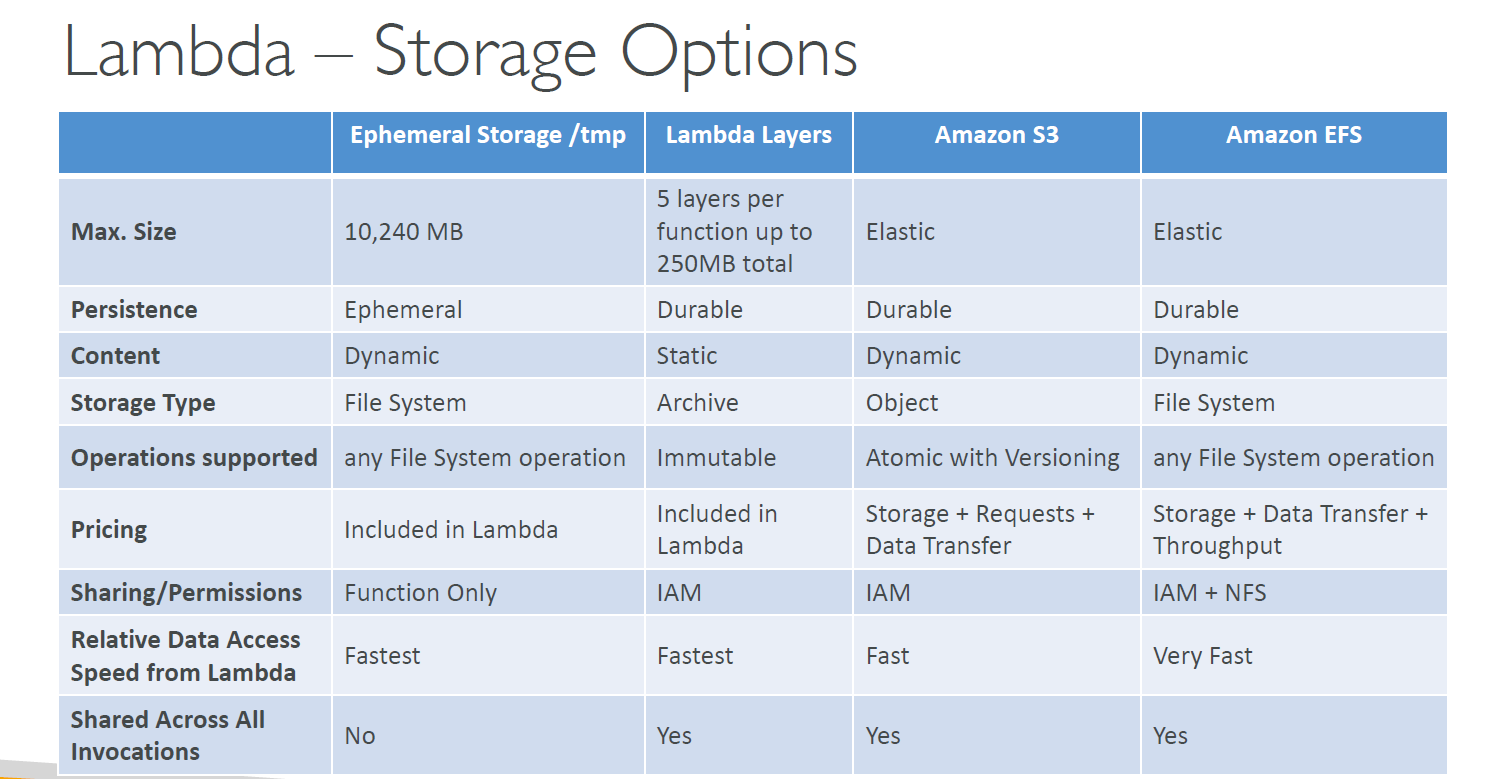 Lambda – Storage Options
Ephemeral Storage /tmp
Lambda Layers
Amazon S3
Amazon EFS
Max. Size
10,240 MB
5 layers per
function up to
250MB total
Elastic
Elastic
Persistence
Ephemeral
Durable
Durable
Durable
Content
Dynamic
Static
Dynamic
Dynamic
Storage Type
File System
Archive
Object
File System
Operations supported
any File System operation
Immutable
Atomic with Versioning
any File System operation
Pricing
Included in Lambda
Included in
Lambda
Storage + Requests +
Data Transfer
Storage + Data Transfer +
Throughput
Sharing/Permissions
Function Only
IAM
IAM
IAM + NFS
Relative Data Access
Speed from Lambda
Fastest
Fastest
Fast
Very Fast
Shared Across All
Invocations
No
Yes
Yes
Yes